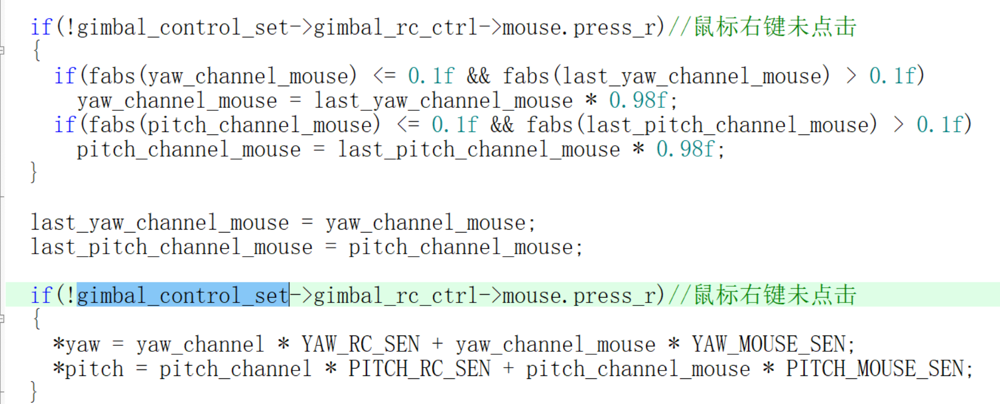 if(!gimbal_control_set->gimbal_rc_ctrl->mouse.press_r)//鼠标右键未点击
{
if(fabs(yaw_channel_mouse) <= 0.1f && fabs(last_yaw_channel_mouse) > 0.1f)
yaw_channel_mouse = last_yaw_channel_mouse * 0.98f;
if(fabs(pitch_channel_mouse) <= 0.1f && fabs(last_pitch_channel_mouse) > 0.1f)
pitch_channel_mouse = last_pitch_channel_mouse * 0.98f;
}
last_yaw_channel_mouse = yaw_channel_mouse;
last_pitch_channel_mouse = pitch_channel_mouse;
if(!gimbal_control_set->gimbal_rc_ctrl->mouse.press_r)//鼠标右键未点击
{
*yaw = yaw_channel * YAW_RC_SEN + yaw_channel_mouse * YAW_MOUSE_SEN;
*pitch = pitch_channel * PITCH_RC_SEN + pitch_channel_mouse * PITCH_MOUSE_SEN;
}